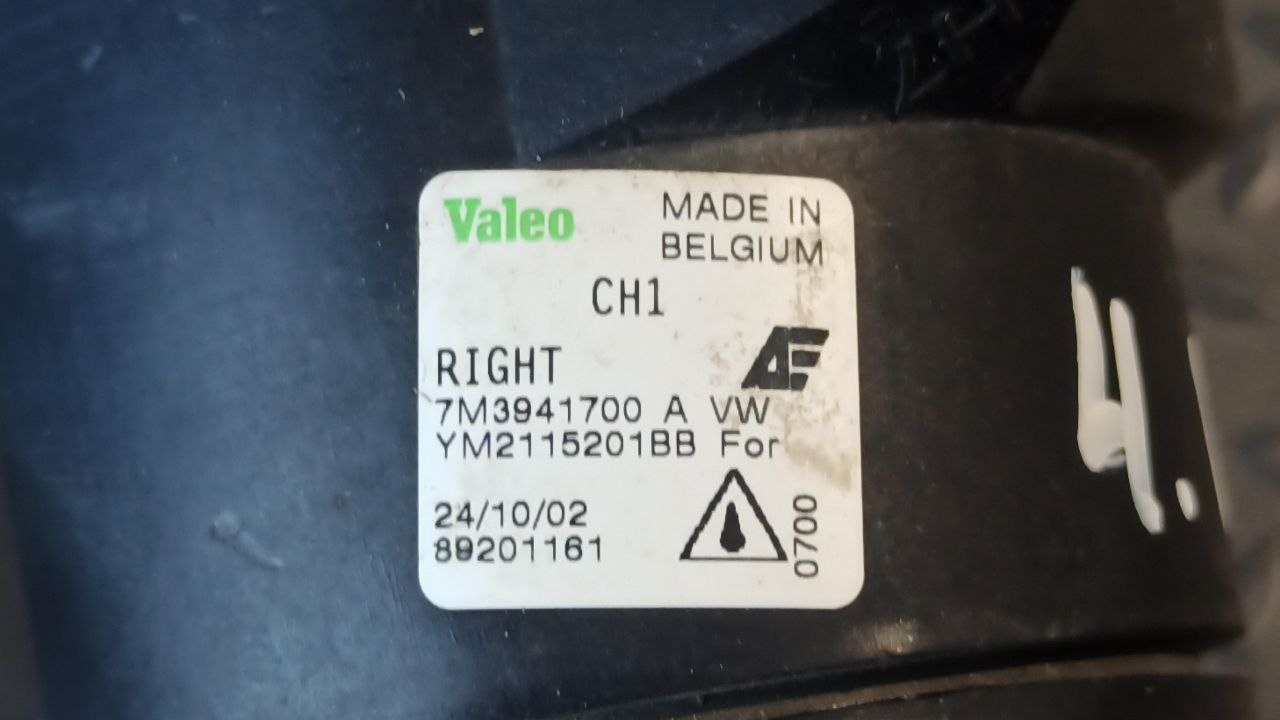 Valeo
MADE IN
BELGIUM
CH1
RIGHT
7M3941700 A VW
YM2115201BB For
24/10/02
89201161
0700